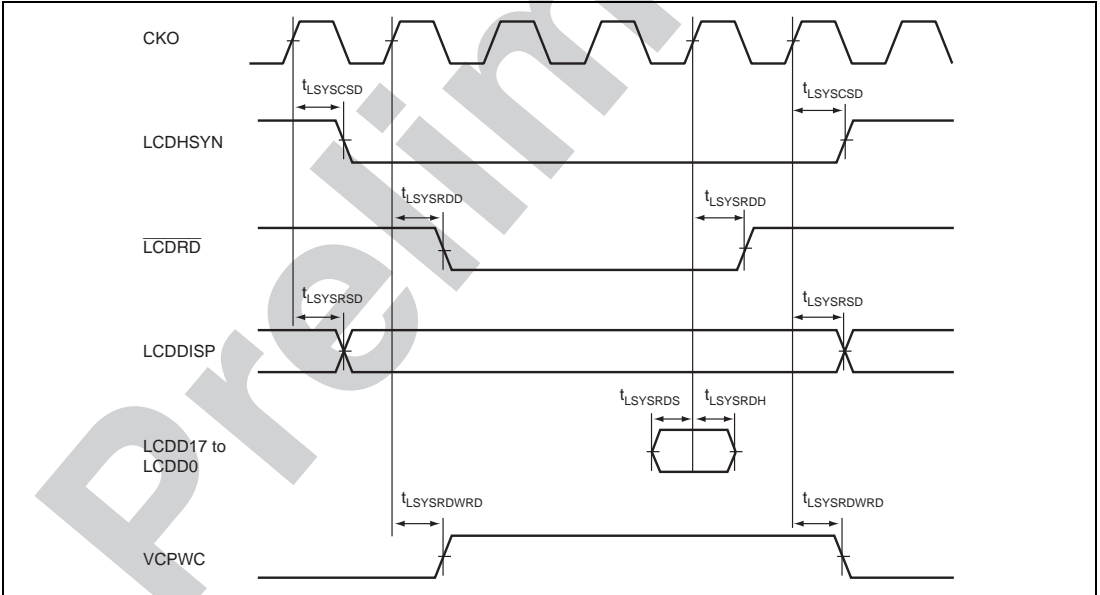 CKO
tLSYSCSD tLSYSCSD
LCDHSYN
tLSYSRDD tLSYSRDD
LCDRD
tLSYSRSD tLSYSRSD
LCDDISP
tLSYSRDS tLSYSRDH
LCDD17 to
LCDD0
tLSYSRDWRD tLSYSRDWRD
VCPWC
Prelim